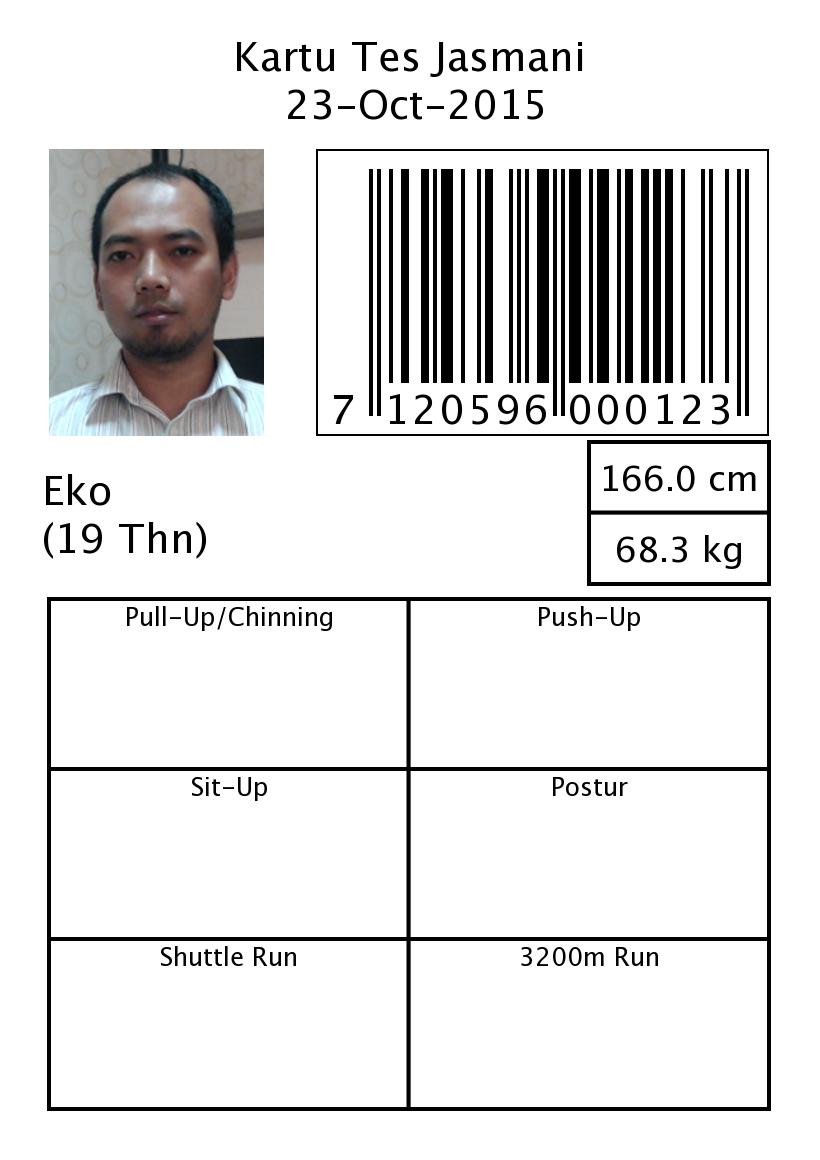 Kartu Tes Jasmani
23-Oct-2015
7 120596 000123
166.0 cm
Eko
68.3 kg
(19 Thn)
Pull-Up/Chinning
Push-Up
Sit-Up
Postur
Shuttle Run
3200m Run